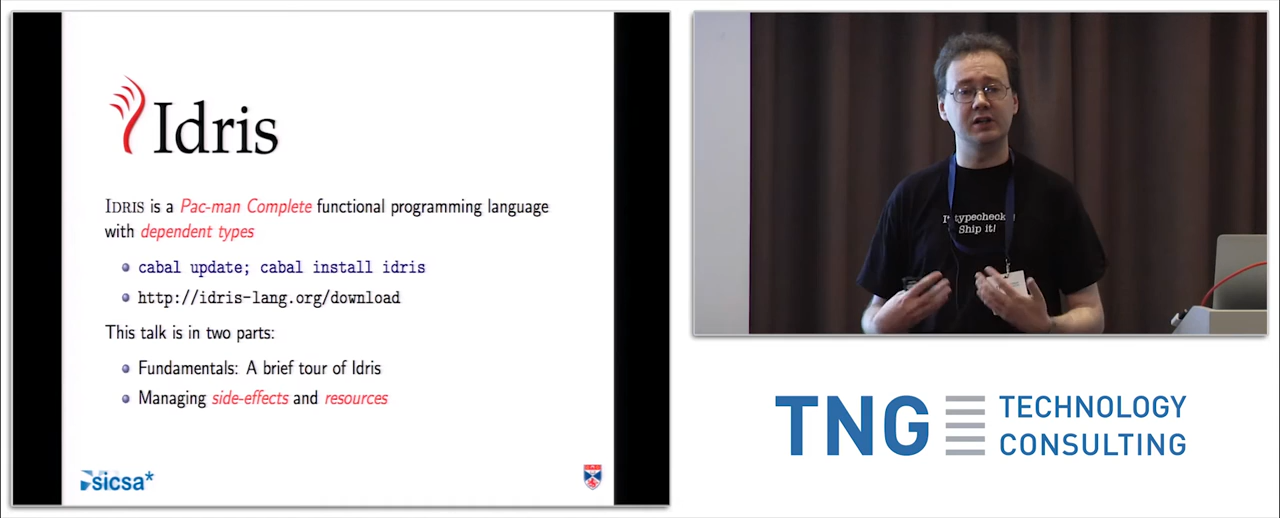 Idris
IDRIS is a Pac-man Complete functional programming language
with dependent types
cabal update; cabal install idris
http://idris-lang.org/download
This talk is in two parts:
Fundamentals: A brief tour of Idris
Managing side-effects and resources
sicsa*
typecheck
Ship it!
TNG TECHNOLOGY
CONSULTING